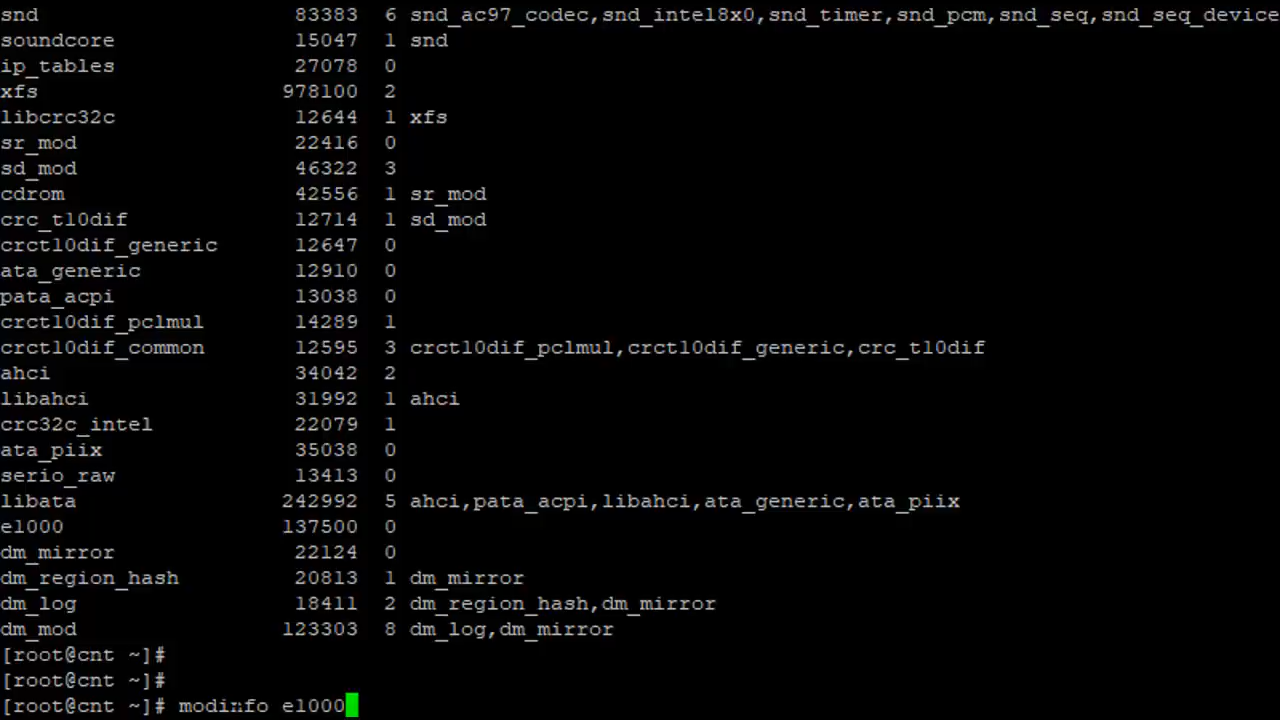 snd 83383 6 snd_ac97_codec,snd_intel8x0,snd_timer,snd_pcm,snd_seq,snd_seq_device
soundcore 15047 1 snd
ip_tables 27078 0
xfs 978100 2
libcrc32c 12644 1 xfs
sr_mod 22416 0
sd_mod 46322 3
cdrom 42556 1 sr_mod
crc_t10dif 12714 1 sd_mod
crct10dif_generic 12647 0
ata_generic 12910 0
pata_acpi 13038 0
crct10dif_pclmul 14289 1
crct10dif_common 12595 3 crct10dif_pclmul,crct10dif_generic,crc_t10dif
ahci 34042 2
libahci 31992 1 ahci
crc32c_intel 22079 1
ata_piix 35038 0
serio_raw 13413 0
libata 242992 5 ahci,pata_acpi,libahci,ata_generic,ata_piix
e1000 137500 0
dm_mirror 22124 0
dm_region_hash 20813 1 dm_mirror
dm_log 18411 2 dm_region_hash,dm_mirror
dm_mod 123303 8 dm_log,dm_mirror
[root@cnt ~]#
[root@cnt ~]#
[root@cnt ~]# modinfo e1000